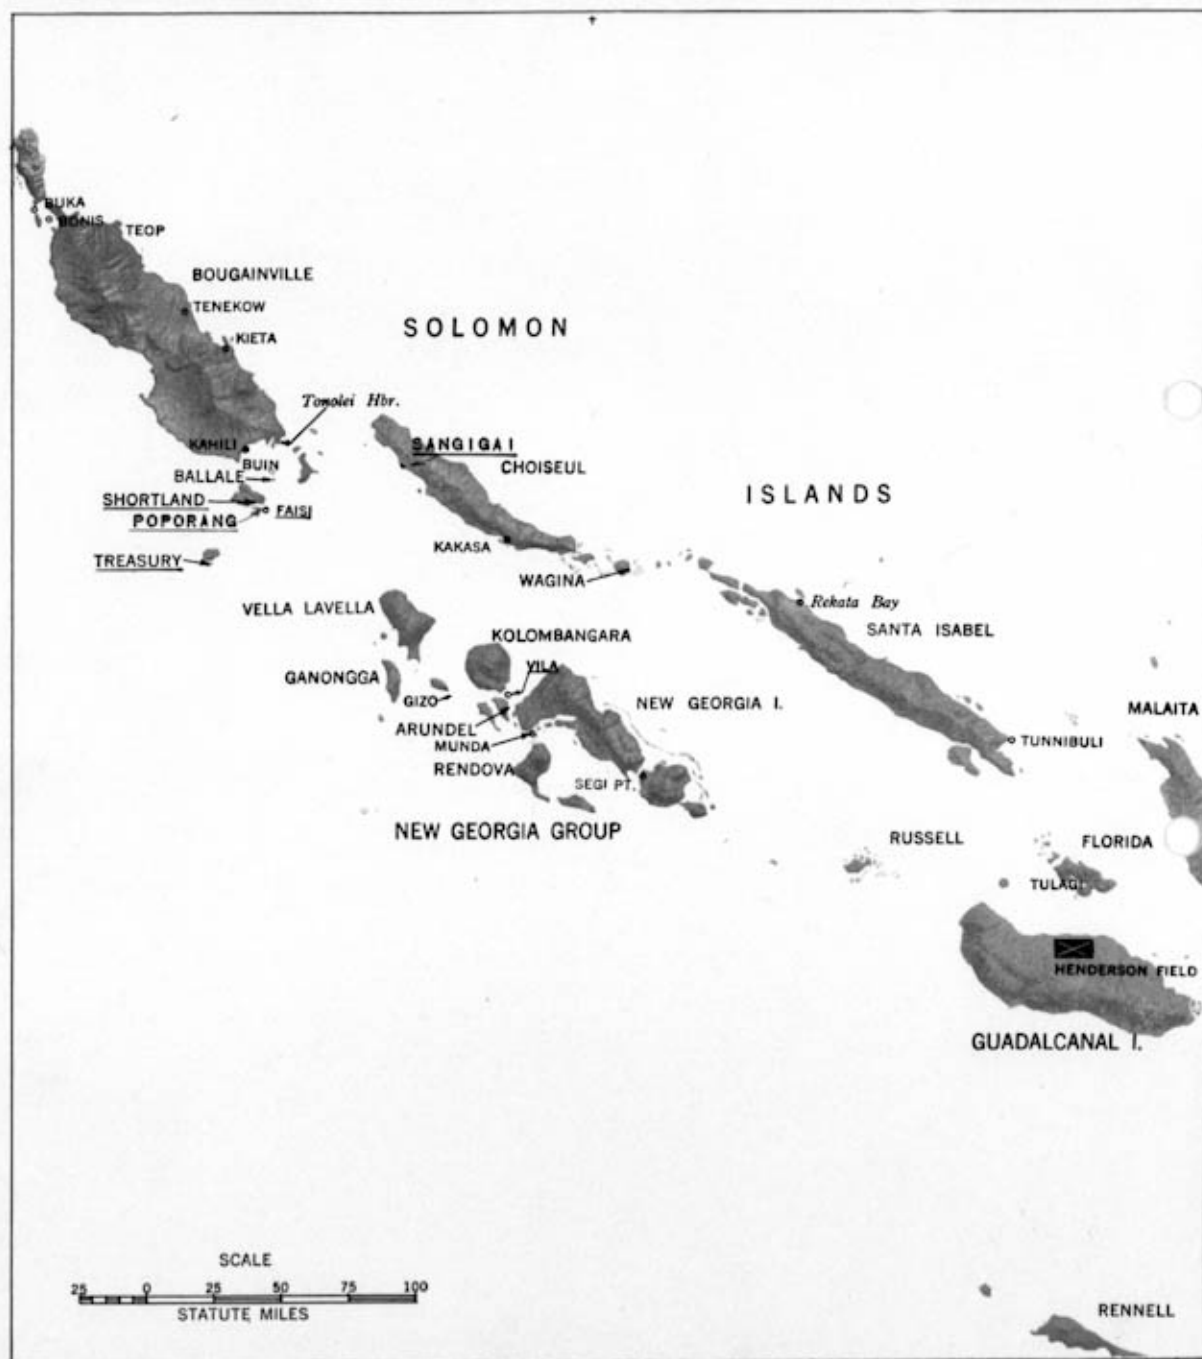 BUKA
BONIS
TEOP
BOUGAINVILLE
TENEKOW
SOLOMON
KIETA
Tonolei Hbr.
KAHILI
SANGIGAI
BUIN
CHOISEUL
BALLALE
ISLANDS
SHORTLAND
FAISI
POPORANG
KAKASA
TREASURY
WAGINA
VELLA LAVELLA
Rekata Bay
SANTA ISABEL
KOLOMBANGARA
VILA
GANONGGA
GIZO
NEW GEORGIA I.
MALAITA
ARUNDEL
MUNDA
TUNNIBULI
RENDOVA
SEGI PT.
NEW GEORGIA GROUP
RUSSELL
FLORIDA
TULAGI
HENDERSON FIELD
GUADALCANAL I.
SCALE
25 0 25 50 75 100
STATUTE MILES
RENNELL